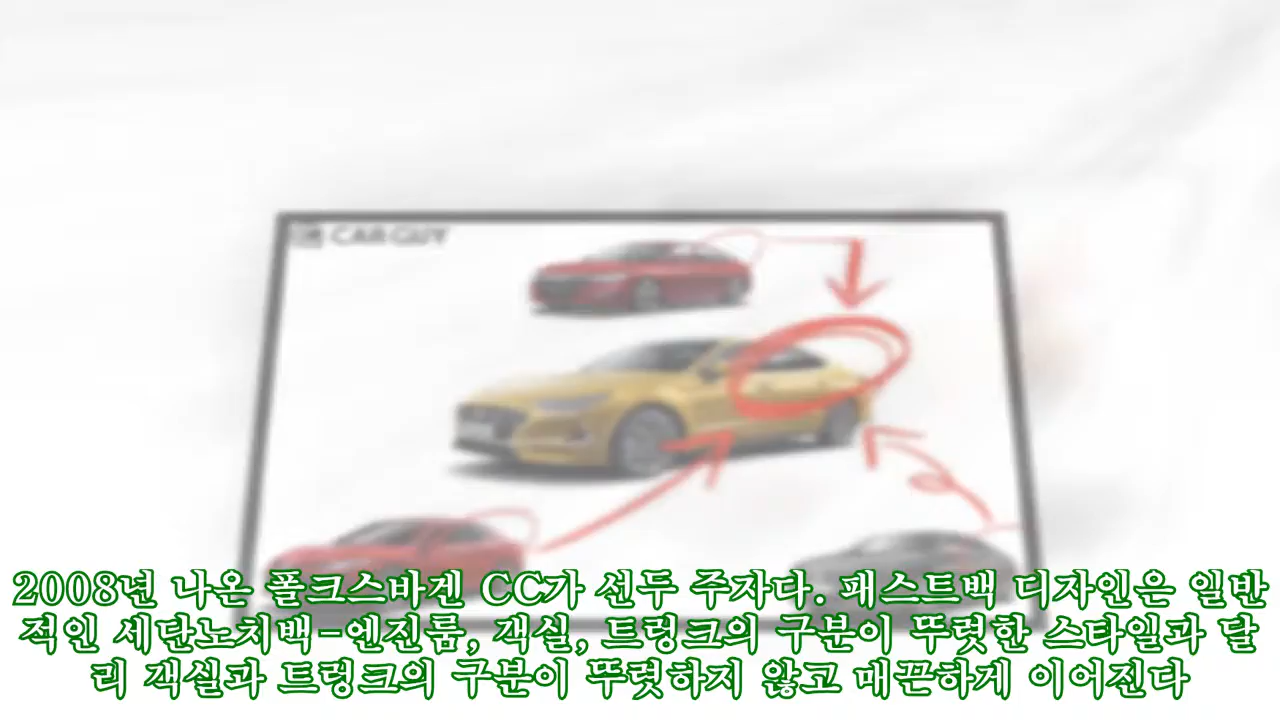 CAR GUY
2008년 나온 폴크스바겐 CC가 선두 주자다. 패스트백 디자인은 일반
적인 세단노치백-엔진룸, 객실, 트렁크의 구분이 뚜렷한 스타일과 달
리 객실과 트렁크의 구분이 뚜렷하지 않고 매끈하게 이어진다